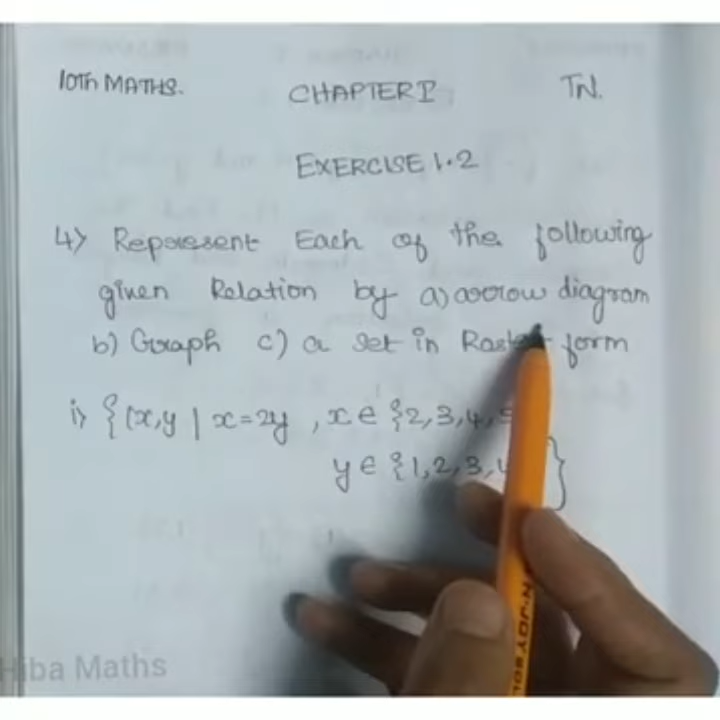 10th MATHS. CHAPTER I TN.
EXERCISE 1.2
4) Represent Each of the following
given Relation by a) arrow diagram
b) Graph c) a set in form
i) {(x,y | x=2y , x ∈ {2,3,4,
y ∈ {1,2,3, }
Hiba Maths
N-JOY